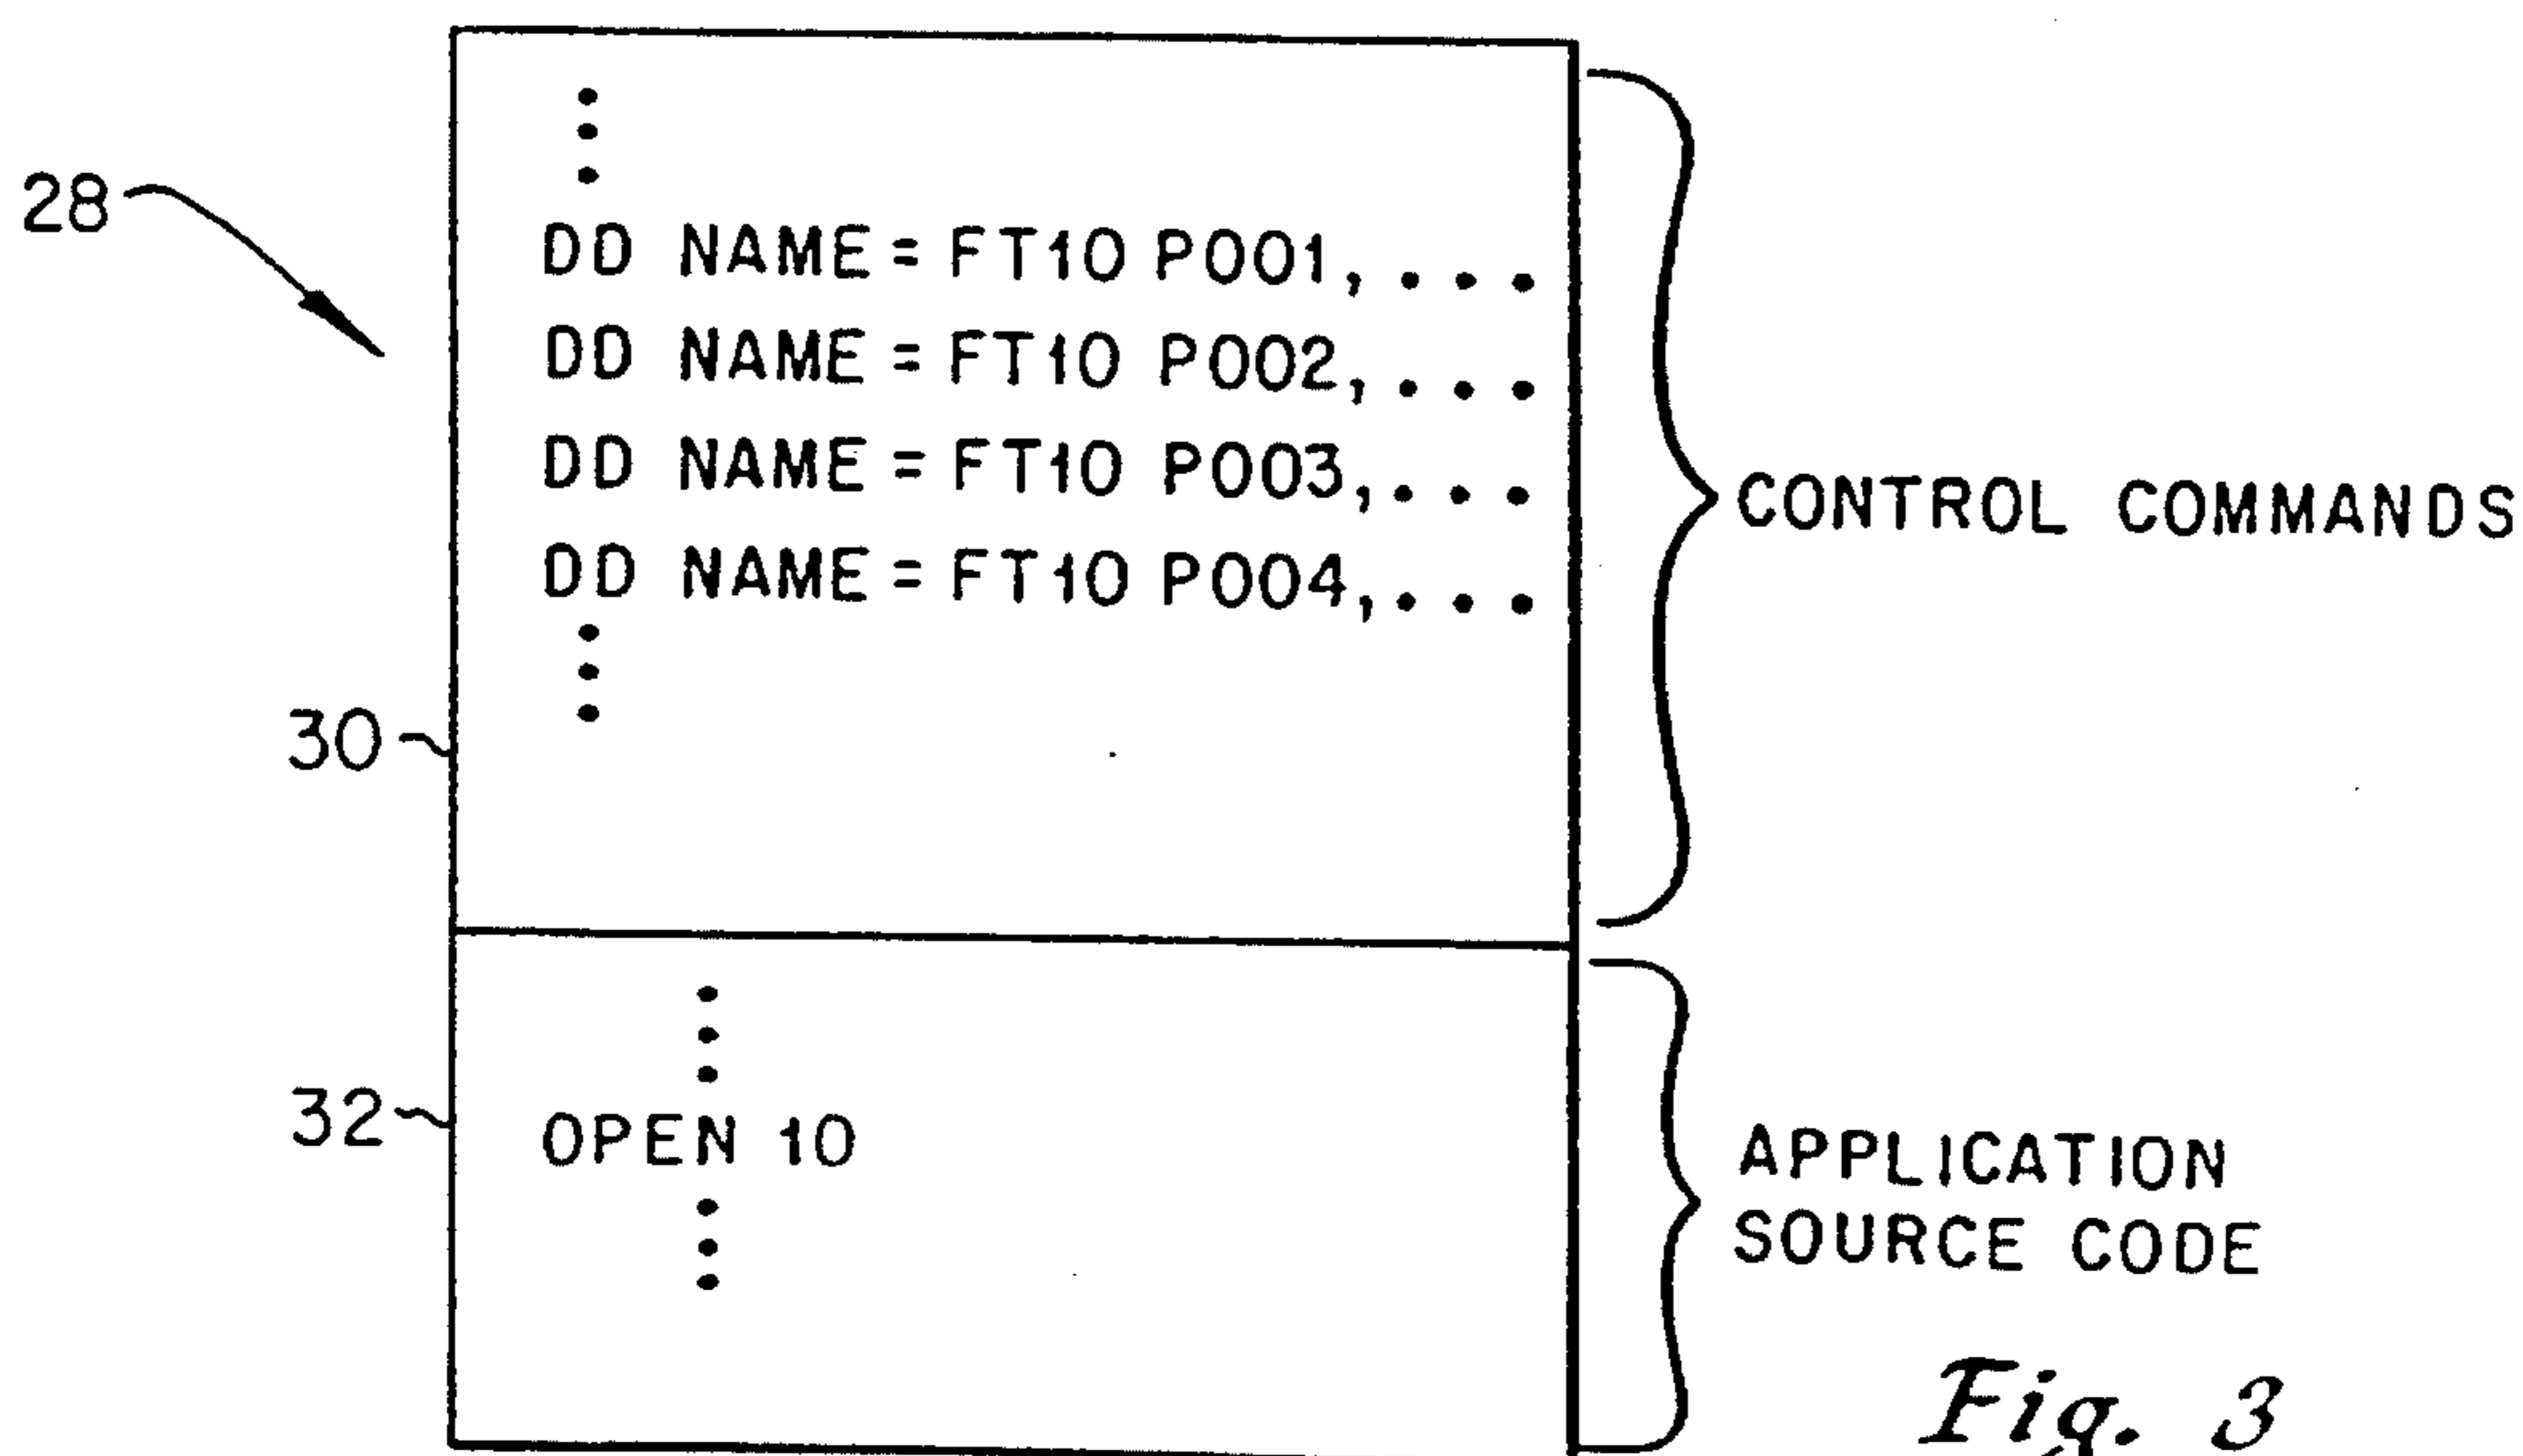 28
DD NAME = FT10 P001, . . .
DD NAME = FT10 P002, . . .
DD NAME = FT10 P003, . . .
DD NAME = FT10 P004, . . .
CONTROL COMMANDS
30
32
OPEN 10
APPLICATION
SOURCE CODE
Fig. 3